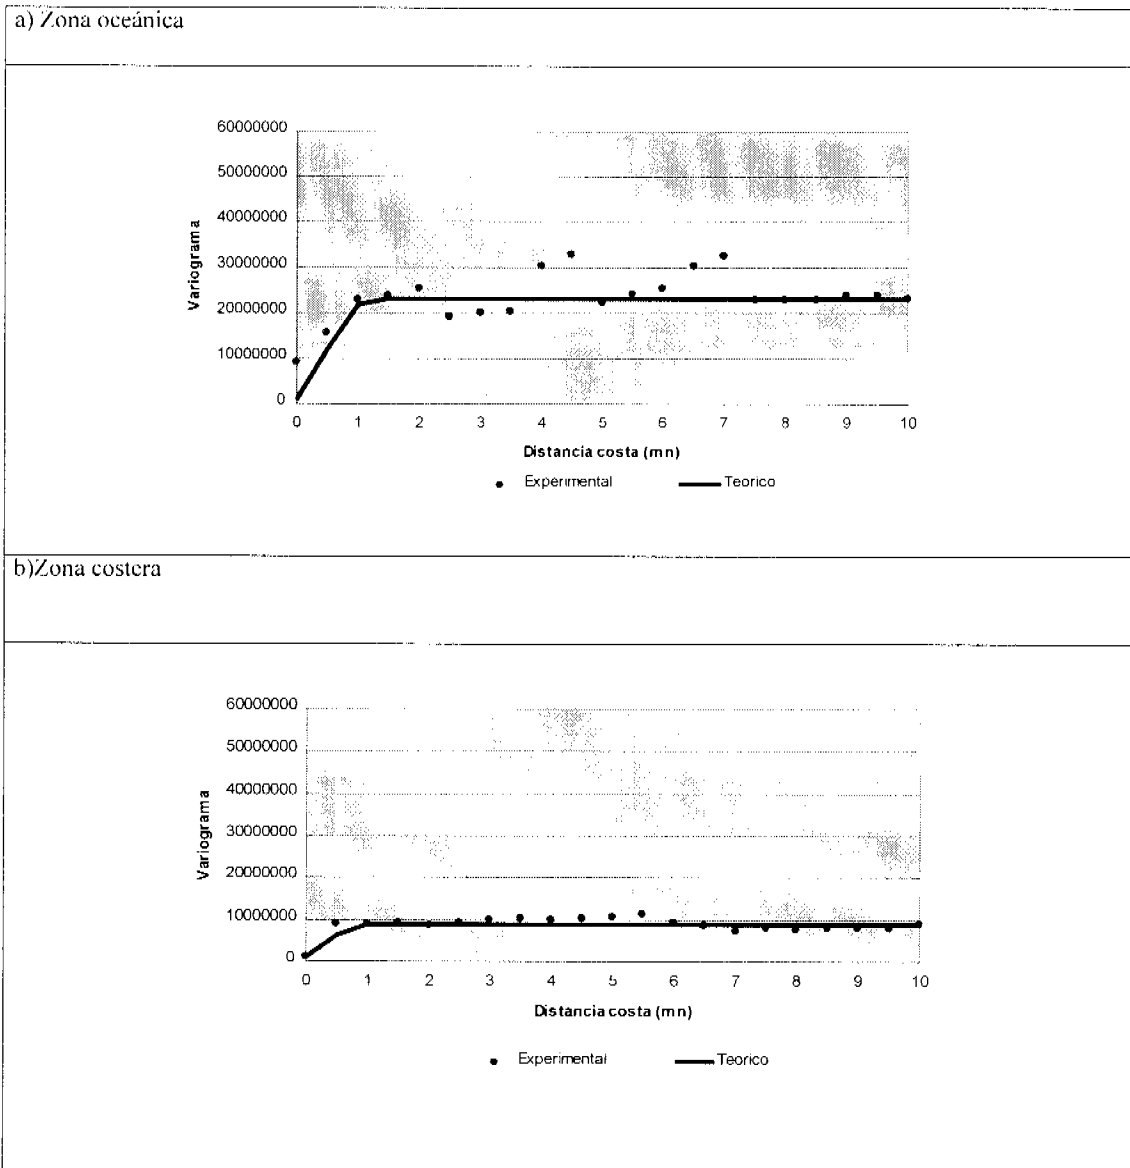 a) Zona oceánica
60000000
50000000
40000000
30000000
20000000
10000000
0
Variograma
0 1 2 3 4 5 6 7 8 9 10
Distancia costa (mn)
Experimental Teorico
b)Zona costera
60000000
50000000
40000000
30000000
20000000
10000000
0
Variograma
0 1 2 3 4 5 6 7 8 9 10
Distancia costa (mn)
Experimental Teorico